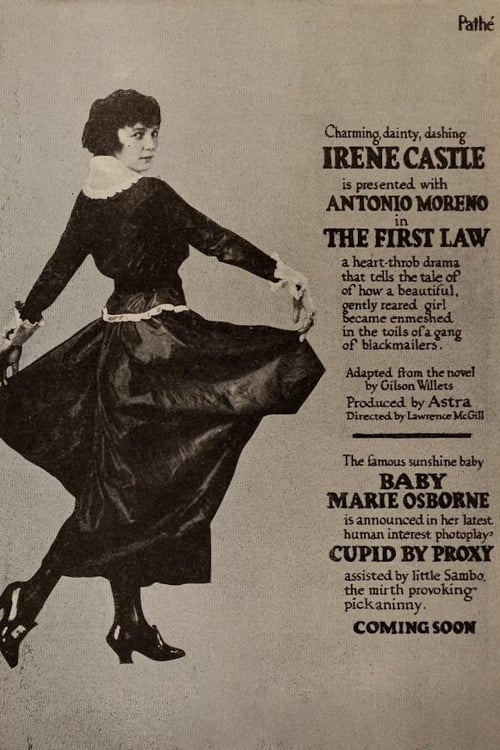 Pathé
Charming, dainty, dashing
IRENE CASTLE
is presented with
ANTONIO MORENO
in
THE FIRST LAW
a heart-throb drama
that tells the tale of
of how a beautiful,
gently reared girl
became enmeshed
in the toils of a gang
of blackmailers.
Adapted from the novel
by Gilson Willets
Produced by Astra
Directed by Lawrence McGill
The famous sunshine baby
BABY
MARIE OSBORNE
is announced in her latest
human interest photoplay
CUPID BY PROXY
assisted by little Sambo,
the mirth provoking
pickaninny.
COMING SOON